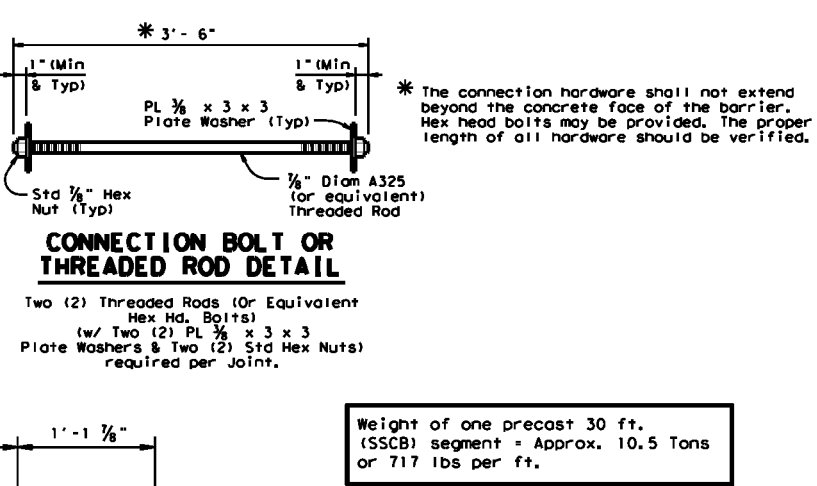 * 3'- 6"
1"(Min
& Typ)
1"(Min
& Typ)
PL ⅜ x 3 x 3
Plate Washer (Typ)
* The connection hardware shall not extend
beyond the concrete face of the barrier.
Hex head bolts may be provided. The proper
length of all hardware should be verified.
Std ⅞" Hex
Nut (Typ)
⅞" Diam A325
(or equivalent)
Threaded Rod
CONNECTION BOLT OR
THREADED ROD DETAIL
Two (2) Threaded Rods (Or Equivalent
Hex Hd. Bolts)
(w/ Two (2) PL ⅜ x 3 x 3
Plate Washers & Two (2) Std Hex Nuts)
required per Joint.
1'-1 ⅞"
Weight of one precast 30 ft.
(SSCB) segment = Approx. 10.5 Tons
or 717 lbs per ft.